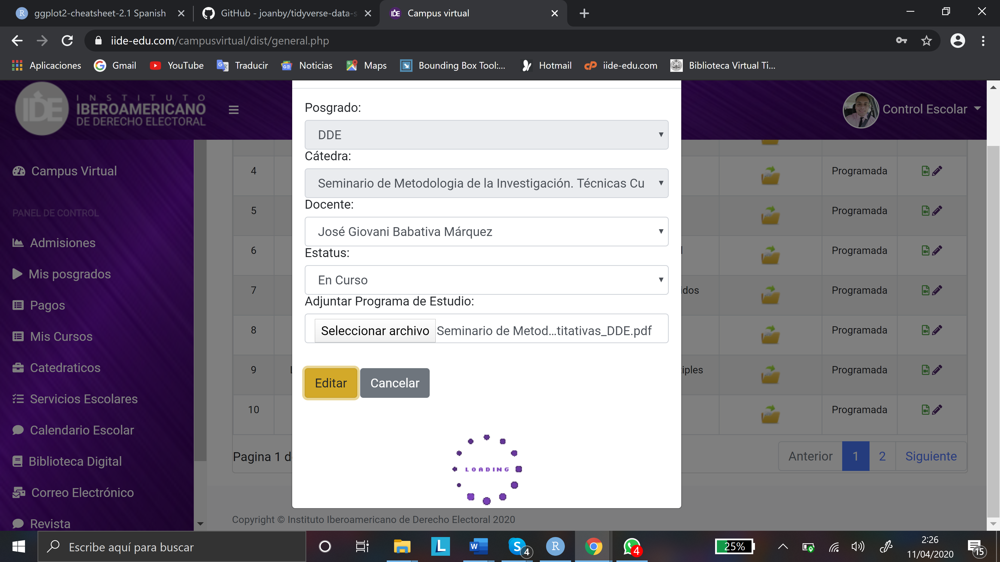 ggplot2-cheatsheet-2.1 Spanish
GitHub - joanby/tidyverse-data-s
Campus virtual
iide-edu.com/campusvirtual/dist/general.php
Aplicaciones
Gmail
YouTube
Traducir
Noticias
Maps
Bounding Box Tool:...
Hotmail
iide-edu.com
Biblioteca Virtual Ti...
IDE
INSTITUTO
IBEROAMERICANO
DE DERECHO ELECTORAL
Control Escolar
Campus Virtual
PANEL DE CONTROL
Admisiones
Mis posgrados
Pagos
Mis Cursos
Catedraticos
Servicios Escolares
Calendario Escolar
Biblioteca Digital
Correo Electrónico
Revista
Posgrado:
DDE
Cátedra:
Seminario de Metodologia de la Investigación. Técnicas Cu
Docente:
José Giovani Babativa Márquez
Estatus:
En Curso
Adjuntar Programa de Estudio:
Seleccionar archivo Seminario de Metod...titativas_DDE.pdf
Editar Cancelar
LOADING
4 Programada
5 Programada
6 Programada
7 idos Programada
8 Programada
9 L tiples Programada
10 Programada
Pagina 1 d
Anterior 1 2 Siguiente
Copyright © Instituto Iberoamericano de Derecho Electoral 2020
Escribe aquí para buscar
4
4
25%
2:26
11/04/2020
15